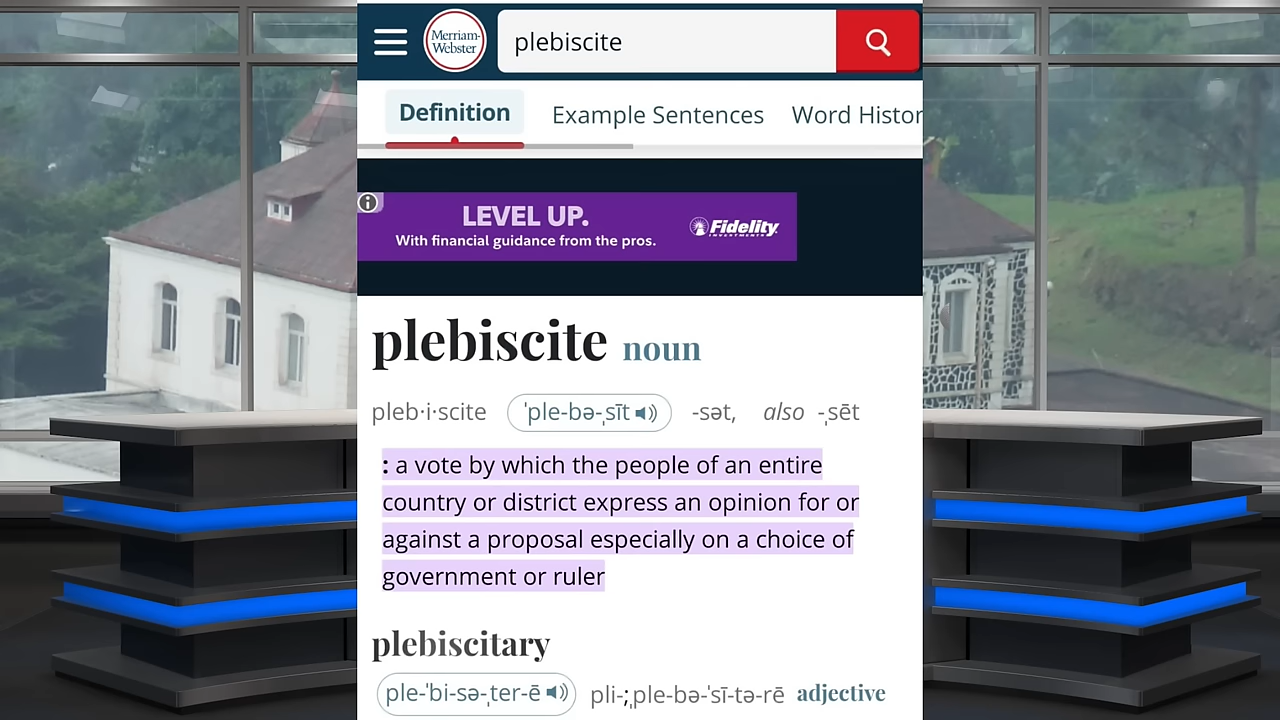 Merriam-
Webster
plebiscite
Definition
Example Sentences
Word Histor
LEVEL UP.
With financial guidance from the pros.
Fidelity
INVESTMENTS
plebiscite noun
pleb·i·scite ˈple-bə-ˌsīt -sət, also -ˌsēt
: a vote by which the people of an entire
country or district express an opinion for or
against a proposal especially on a choice of
government or ruler
plebiscitary
ple-ˈbi-sə-ˌter-ē pli-;ˌple-bə-ˈsī-tə-rē adjective